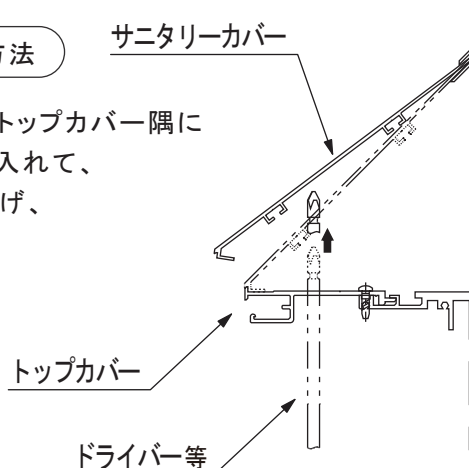 方法
サニタリーカバー
トップカバー隅に
入れて、
げ、
トップカバー
ドライバー等